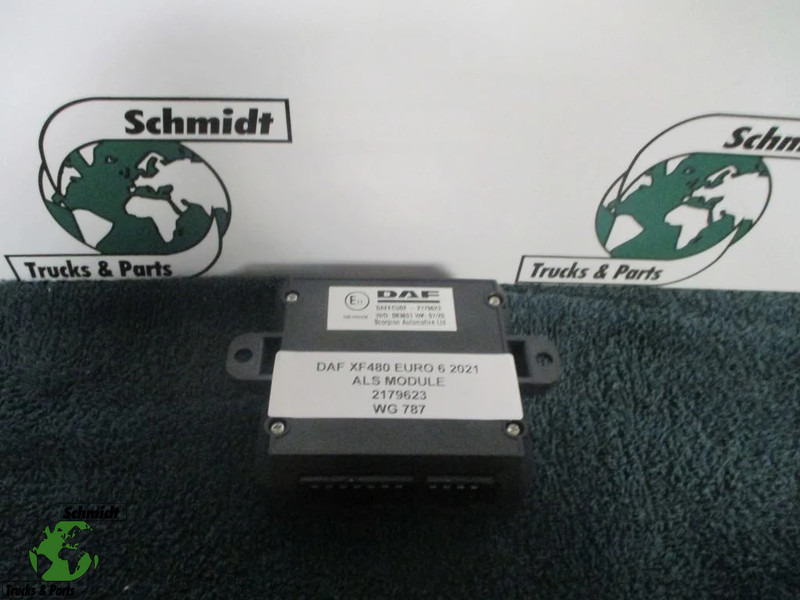 Schmidt
Trucks & Parts
Schmidt
Trucks & Parts
DAF
Scorpion Automotive Ltd
DAF XF480 EURO 6 2021
ALS MODULE
2179623
WG 787
Schmidt
Trucks & Parts